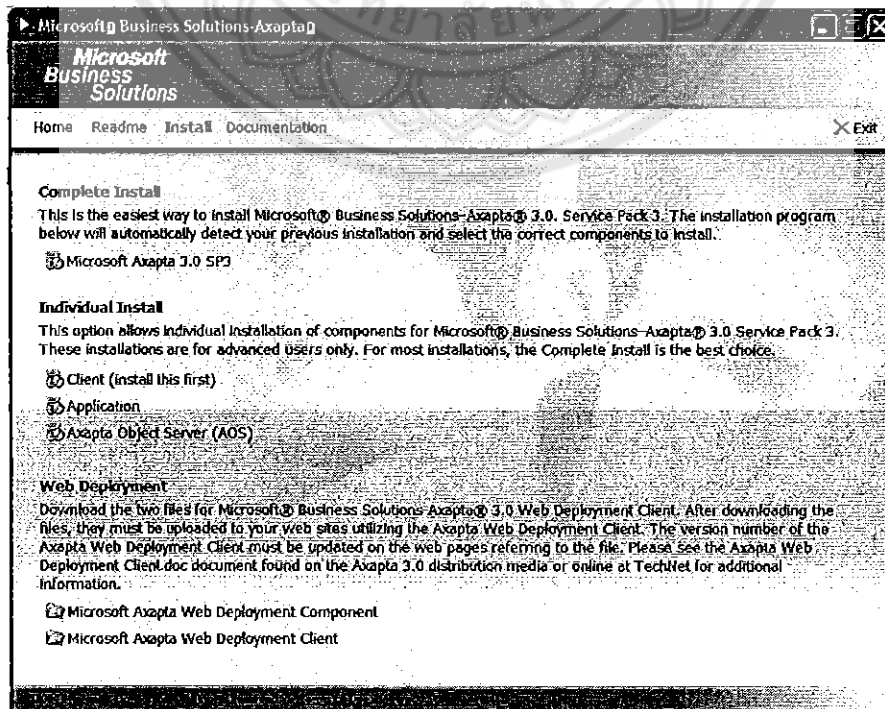 Microsoft® Business Solutions-Axapta®
Microsoft
Business
Solutions
Home Readme Install Documentation Exit
Complete Install
This is the easiest way to install Microsoft® Business Solutions-Axapta® 3.0. Service Pack 3. The installation program
below will automatically detect your previous installation and select the correct components to install.
Microsoft Axapta 3.0 SP3
Individual Install
This option allows individual installation of components for Microsoft® Business Solutions-Axapta® 3.0 Service Pack 3.
These installations are for advanced users only. For most installations, the Complete Install is the best choice.
Client (install this first)
Application
Axapta Object Server (AOS)
Web Deployment
Download the two files for Microsoft® Business Solutions-Axapta® 3.0 Web Deployment Client. After downloading the
files, they must be uploaded to your web sites utilizing the Axapta Web Deployment Client. The version number of the
Axapta Web Deployment Client must be updated on the web pages referring to the file. Please see the Axapta Web
Deployment Client.doc document found on the Axapta 3.0 distribution media or online at TechNet for additional
information.
Microsoft Axapta Web Deployment Component
Microsoft Axapta Web Deployment Client